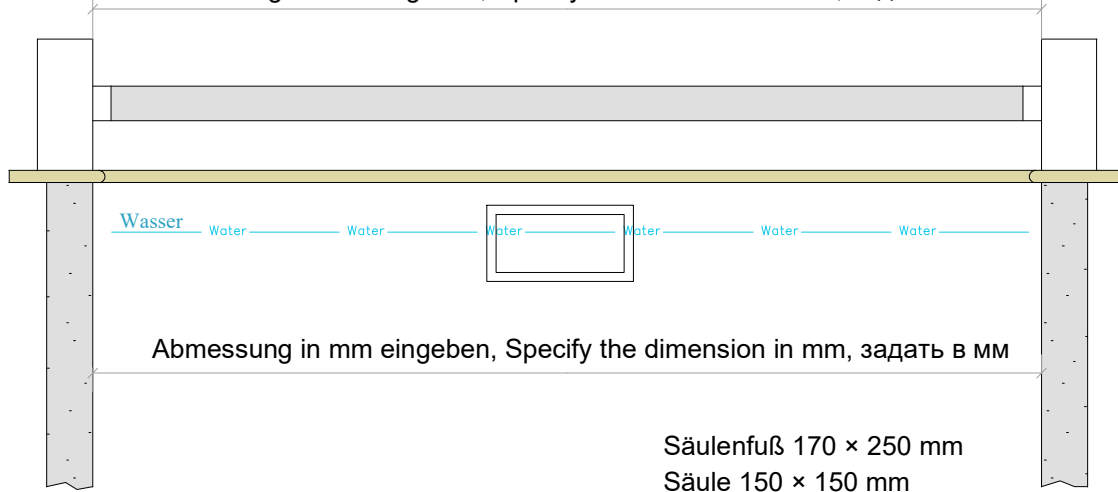 Wasser
Water Water Water Water Water Water
Abmessung in mm eingeben, Specify the dimension in mm, задать в мм
Säulenfuß 170 × 250 mm
Säule 150 × 150 mm